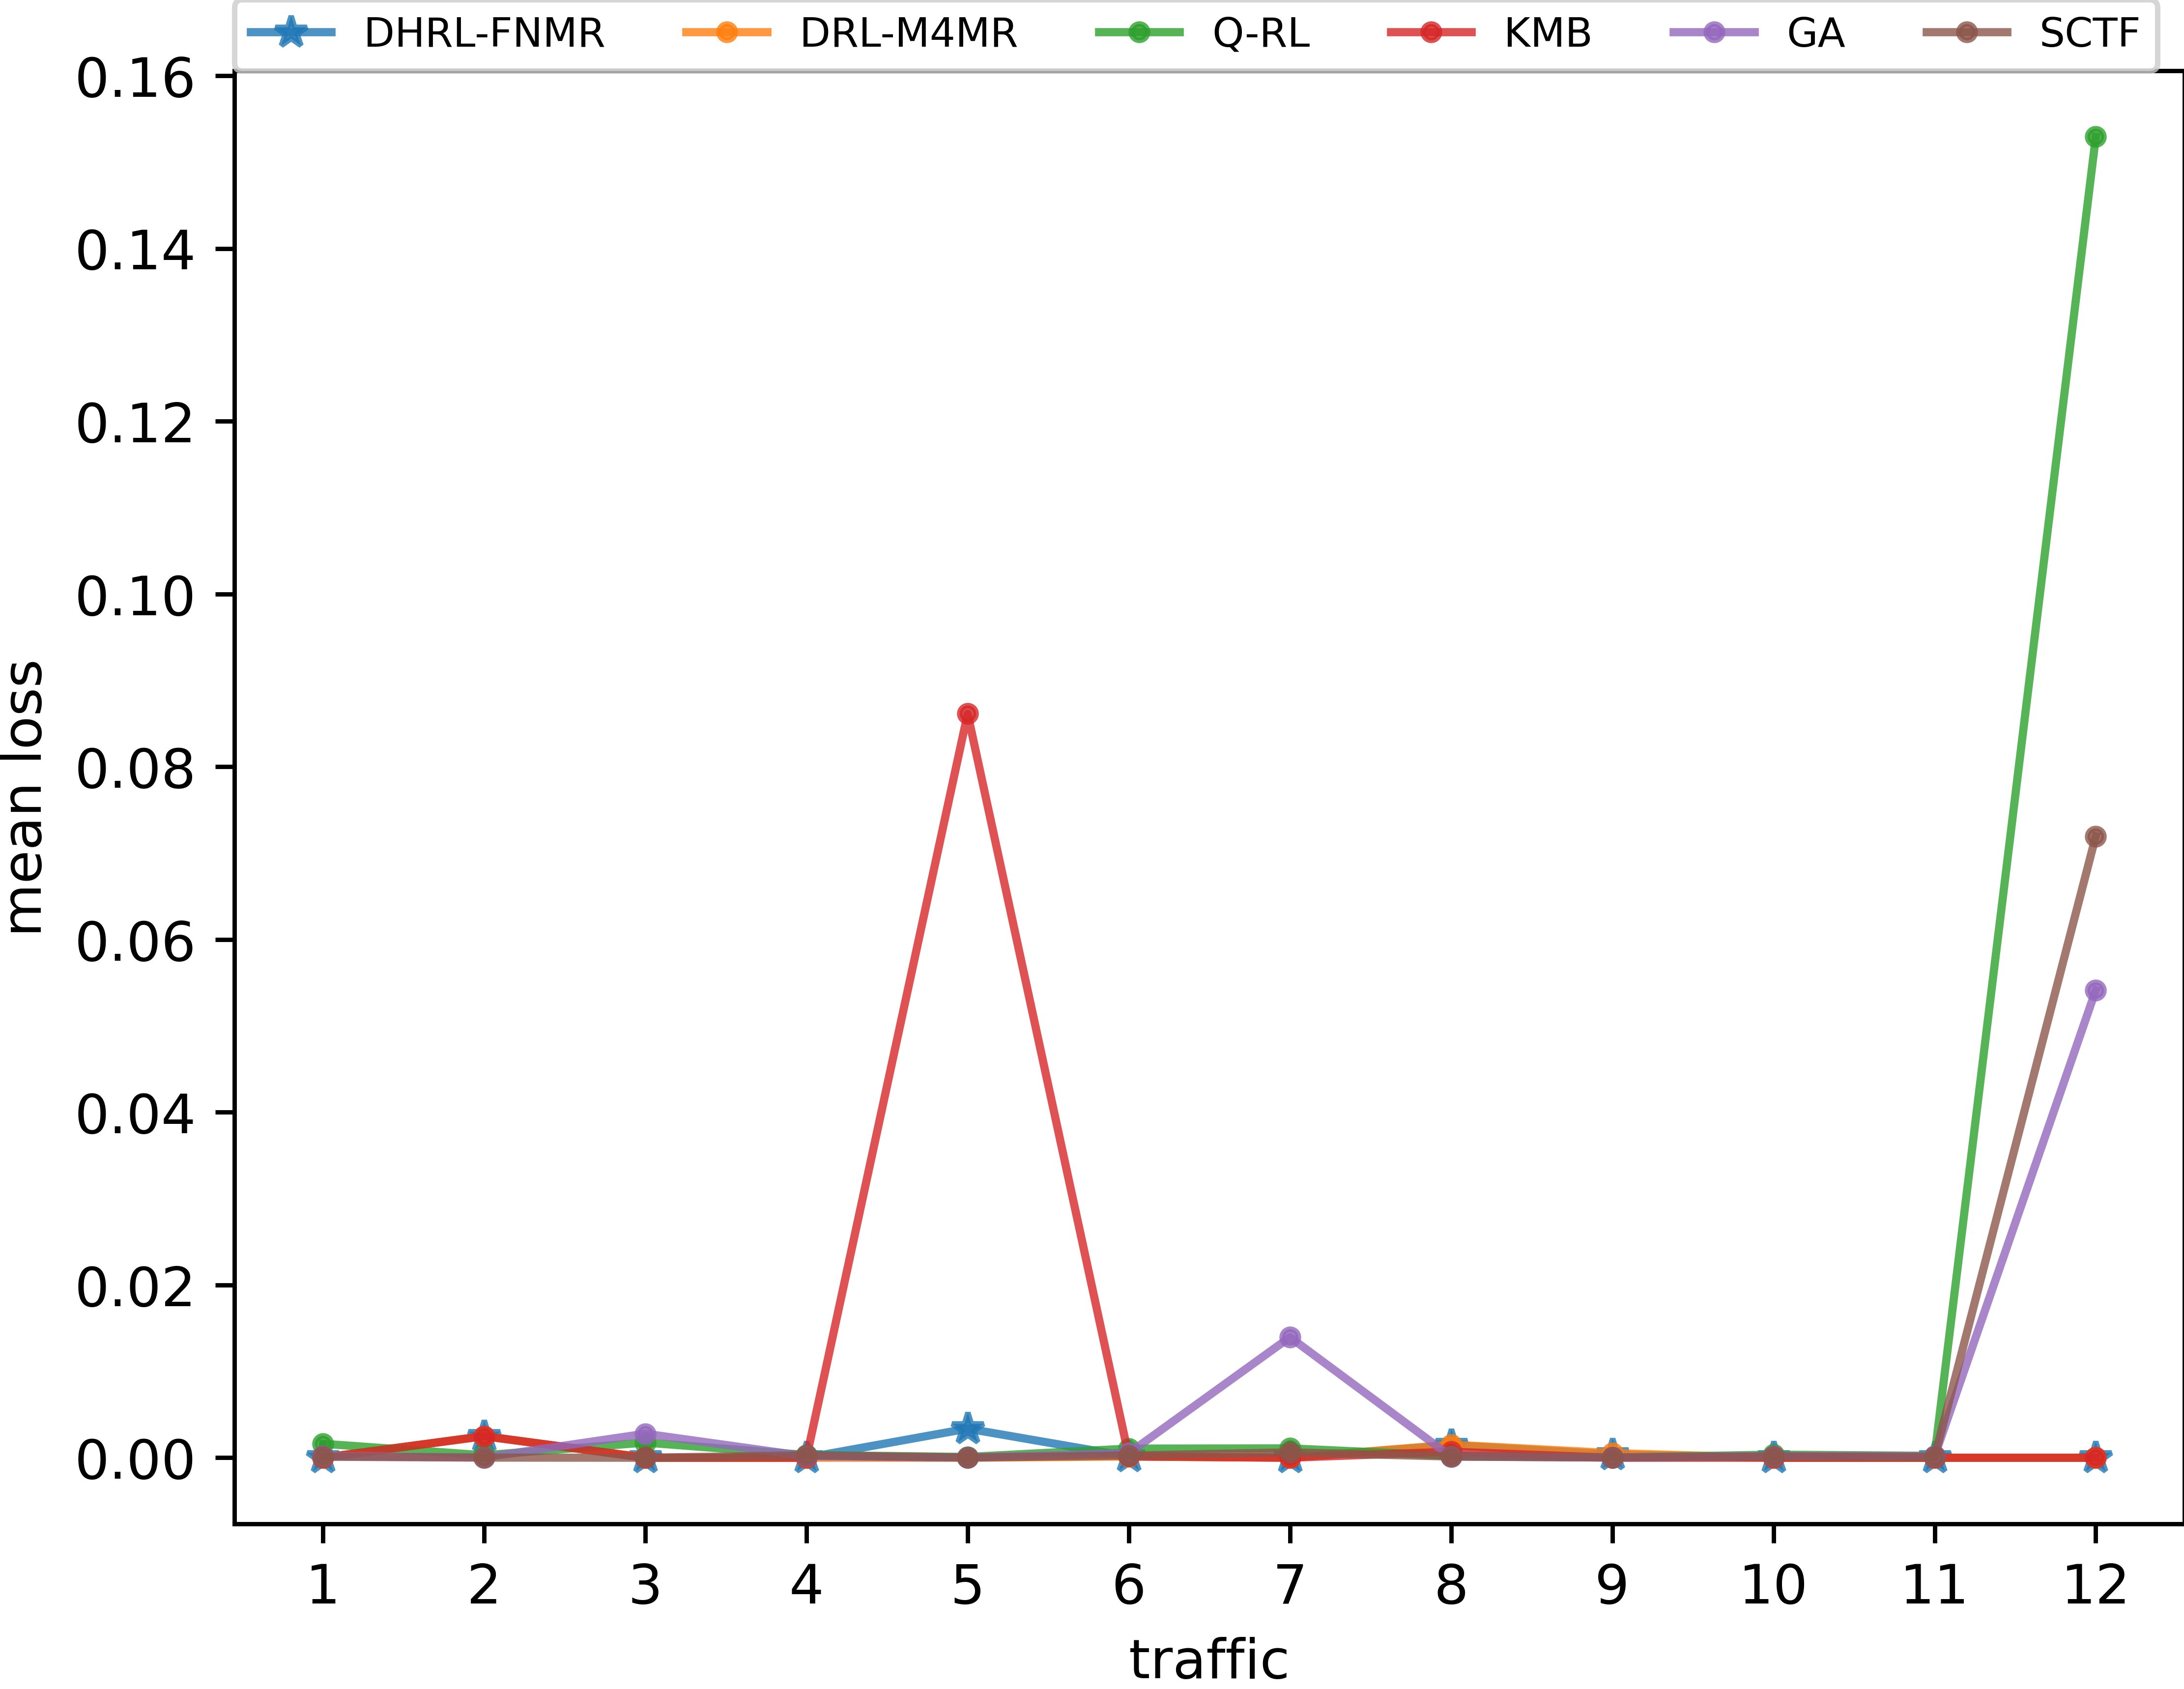 DHRL-FNMR DRL-M4MR Q-RL KMB GA SCTF
0.16
0.14
0.12
0.10
0.08
0.06
0.04
0.02
0.00
mean loss
1 2 3 4 5 6 7 8 9 10 11 12
traffic